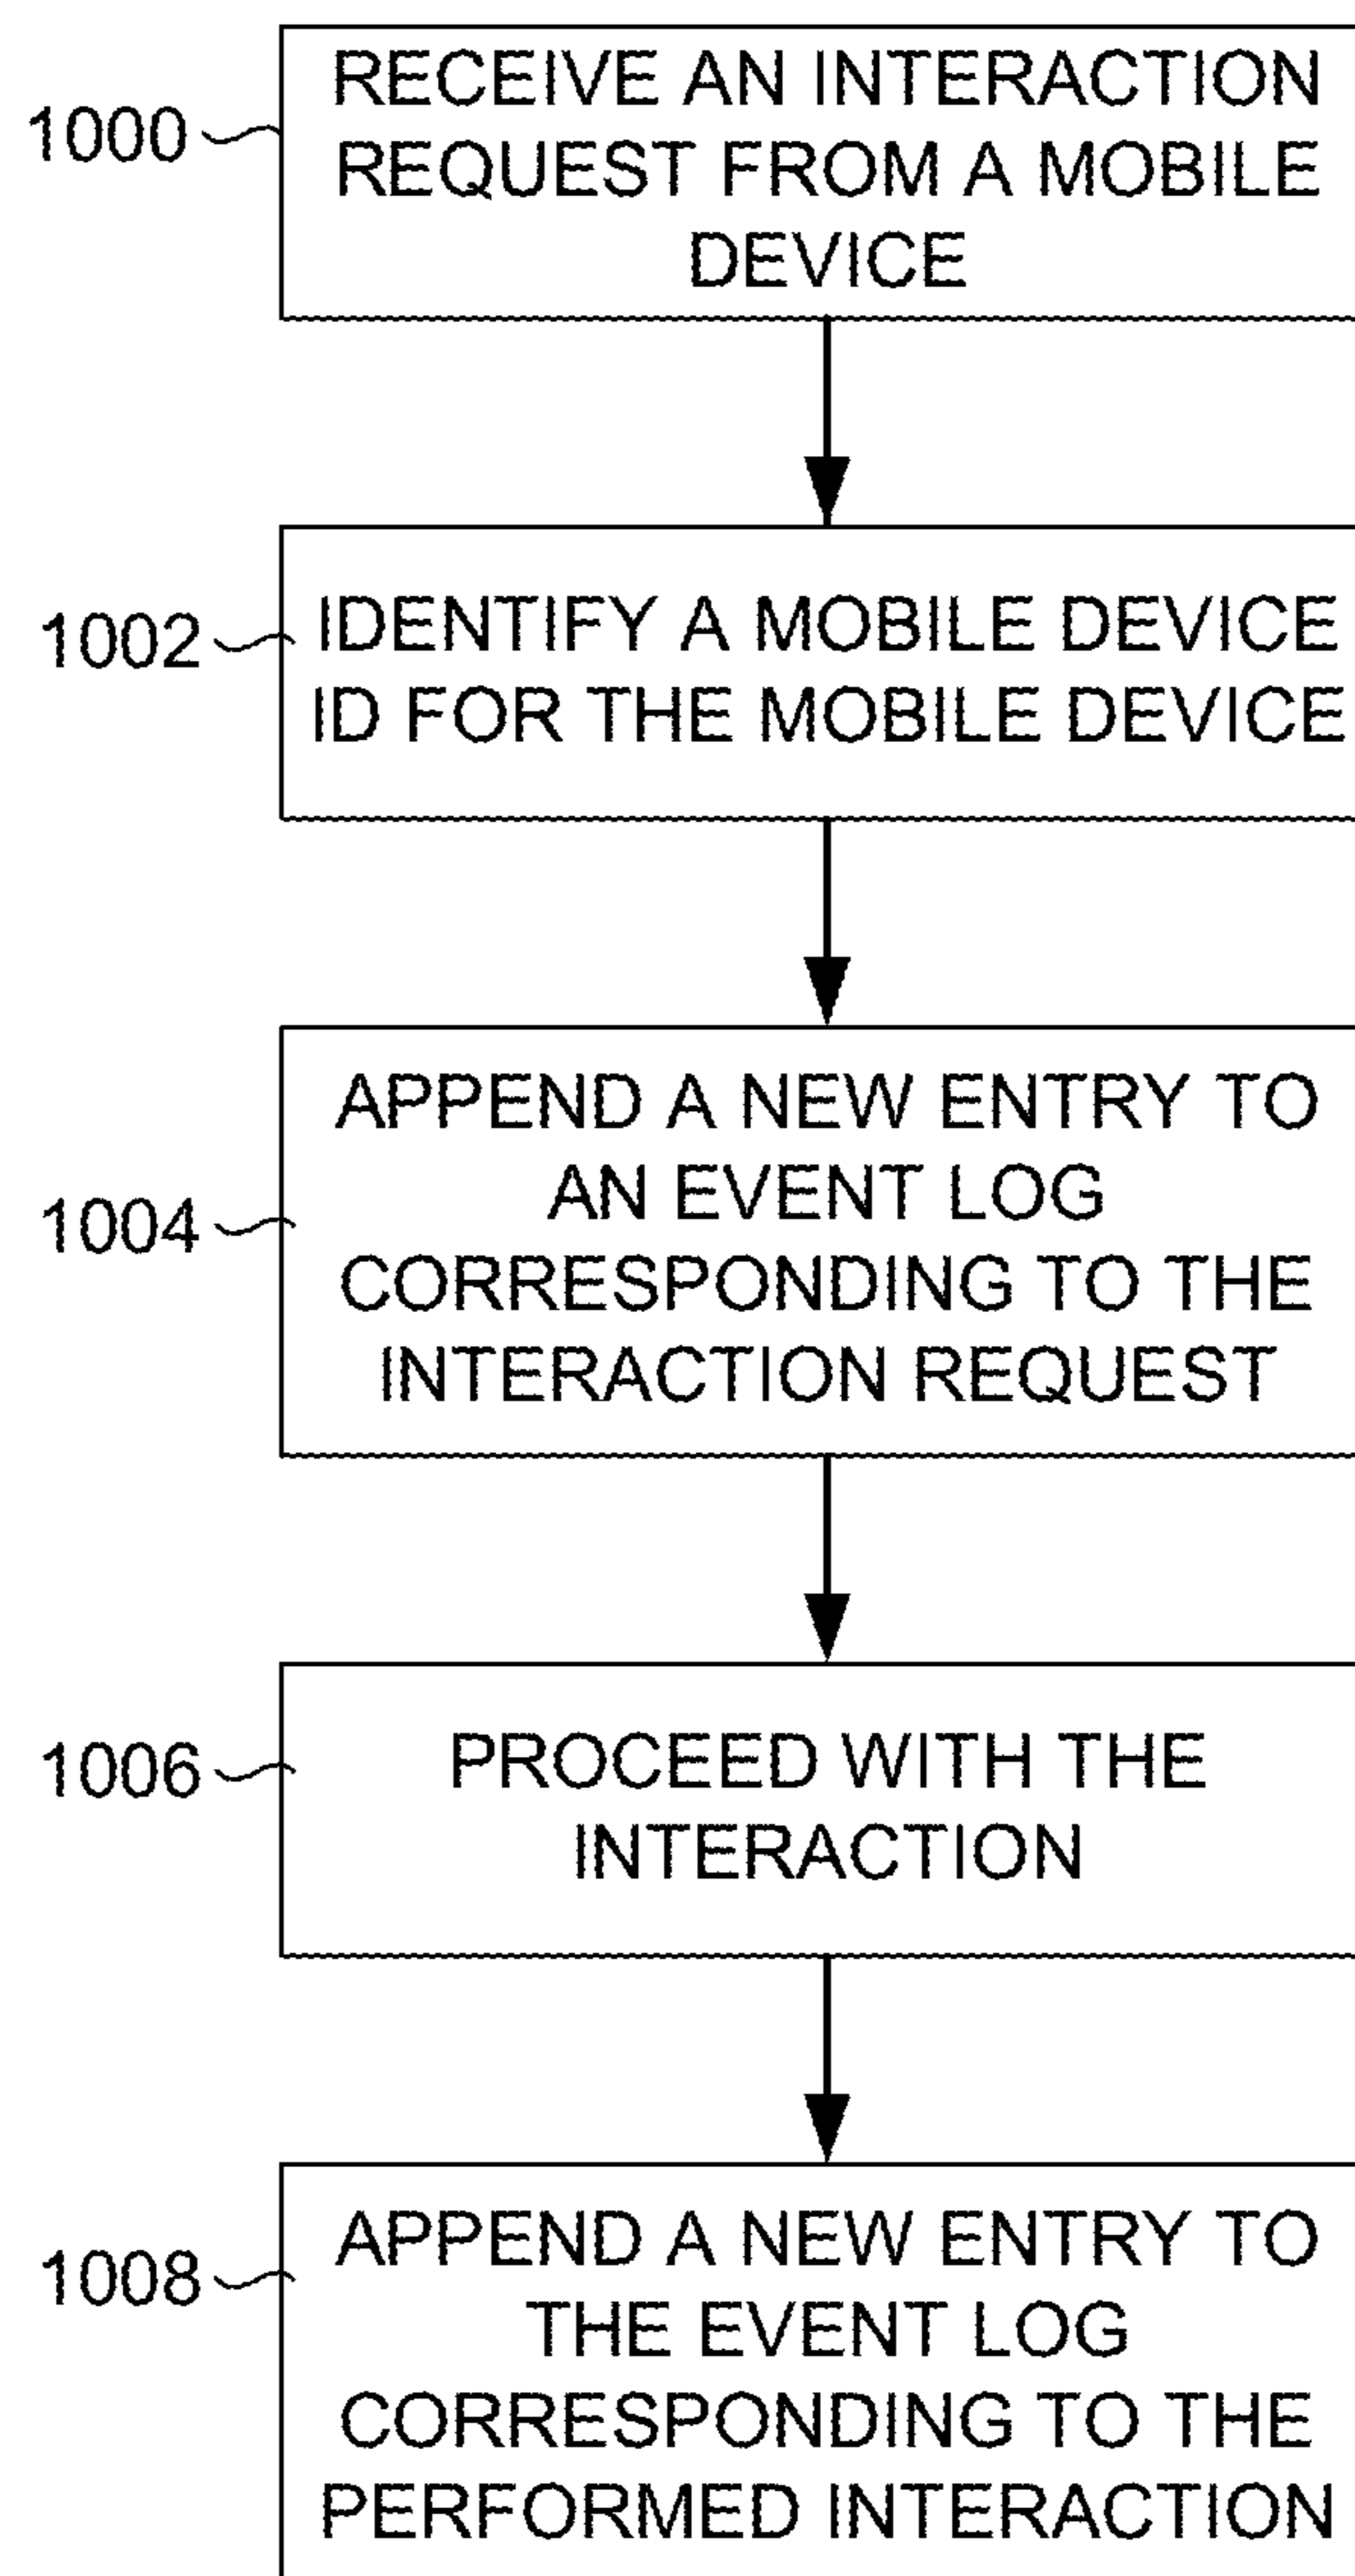 1000
RECEIVE AN INTERACTION
REQUEST FROM A MOBILE
DEVICE
1002
IDENTIFY A MOBILE DEVICE
ID FOR THE MOBILE DEVICE
1004
APPEND A NEW ENTRY TO
AN EVENT LOG
CORRESPONDING TO THE
INTERACTION REQUEST
1006
PROCEED WITH THE
INTERACTION
1008
APPEND A NEW ENTRY TO
THE EVENT LOG
CORRESPONDING TO THE
PERFORMED INTERACTION